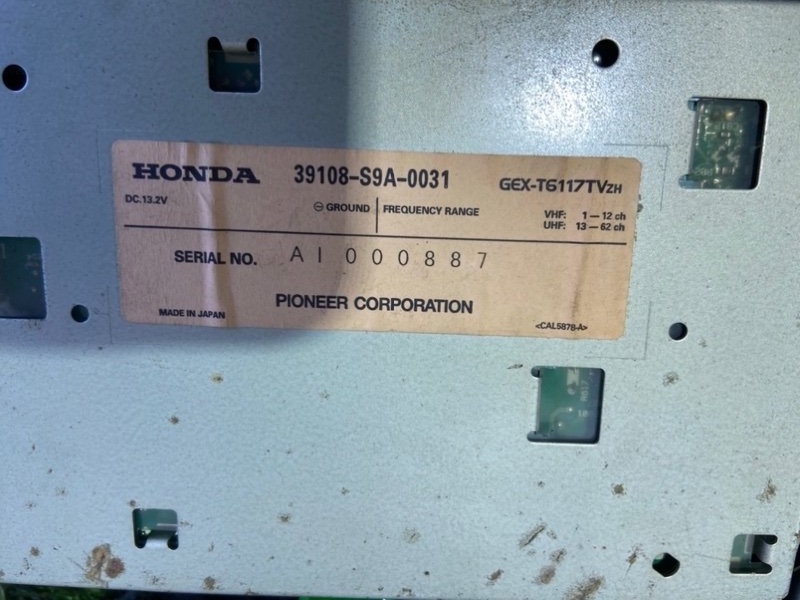 HONDA 39108-S9A-0031 GEX-T6117TVZH
DC.13.2V ⊖ GROUND FREQUENCY RANGE VHF: 1 — 12 ch
UHF: 13 — 62 ch
SERIAL NO. AI000887
PIONEER CORPORATION
MADE IN JAPAN <CAL5878-A>